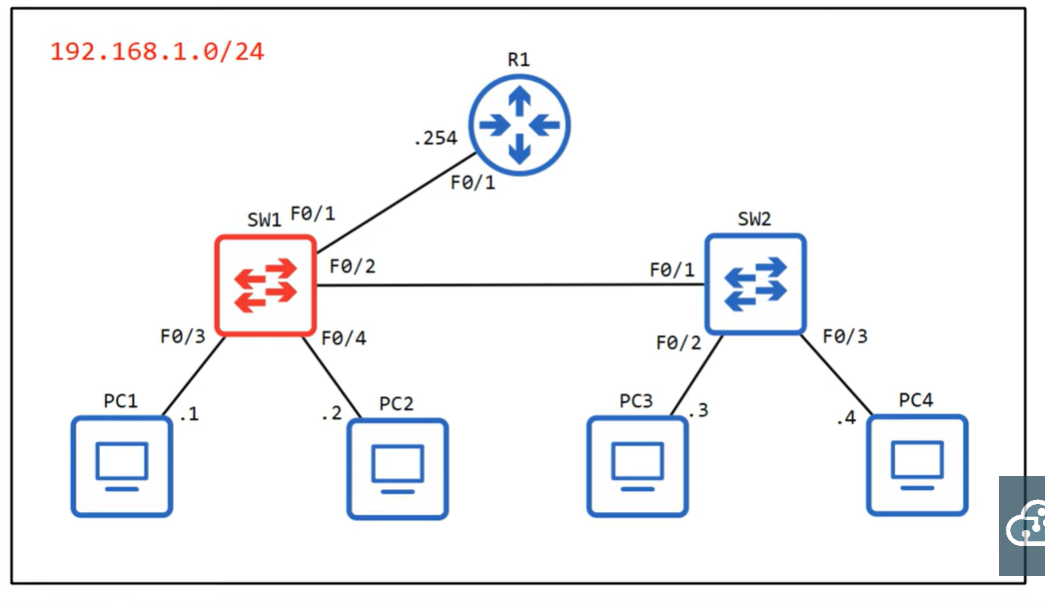 192.168.1.0/24
R1
.254
F0/1
SW1 F0/1
SW2
F0/2
F0/1
F0/3
F0/4
F0/2
F0/3
PC1
.1
.2
PC2
PC3
.3
.4
PC4